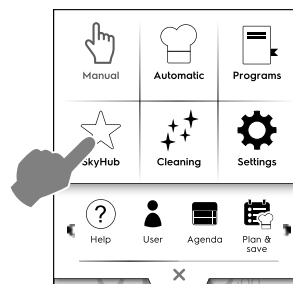 Manual Automatic Programs
SkyHub Cleaning Settings
?
Help User Agenda Plan &
save